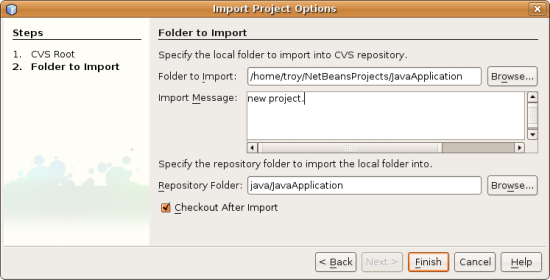 Import Project Options
Steps
1. CVS Root
2. Folder to Import
Folder to Import
Specify the local folder to import into CVS repository.
Folder to Import: /home/troy/NetBeansProjects/JavaApplication Browse...
Import Message: new project.
Specify the repository folder to import the local folder into.
Repository Folder: java/JavaApplication Browse...
Checkout After Import
< Back Next > Finish Cancel Help